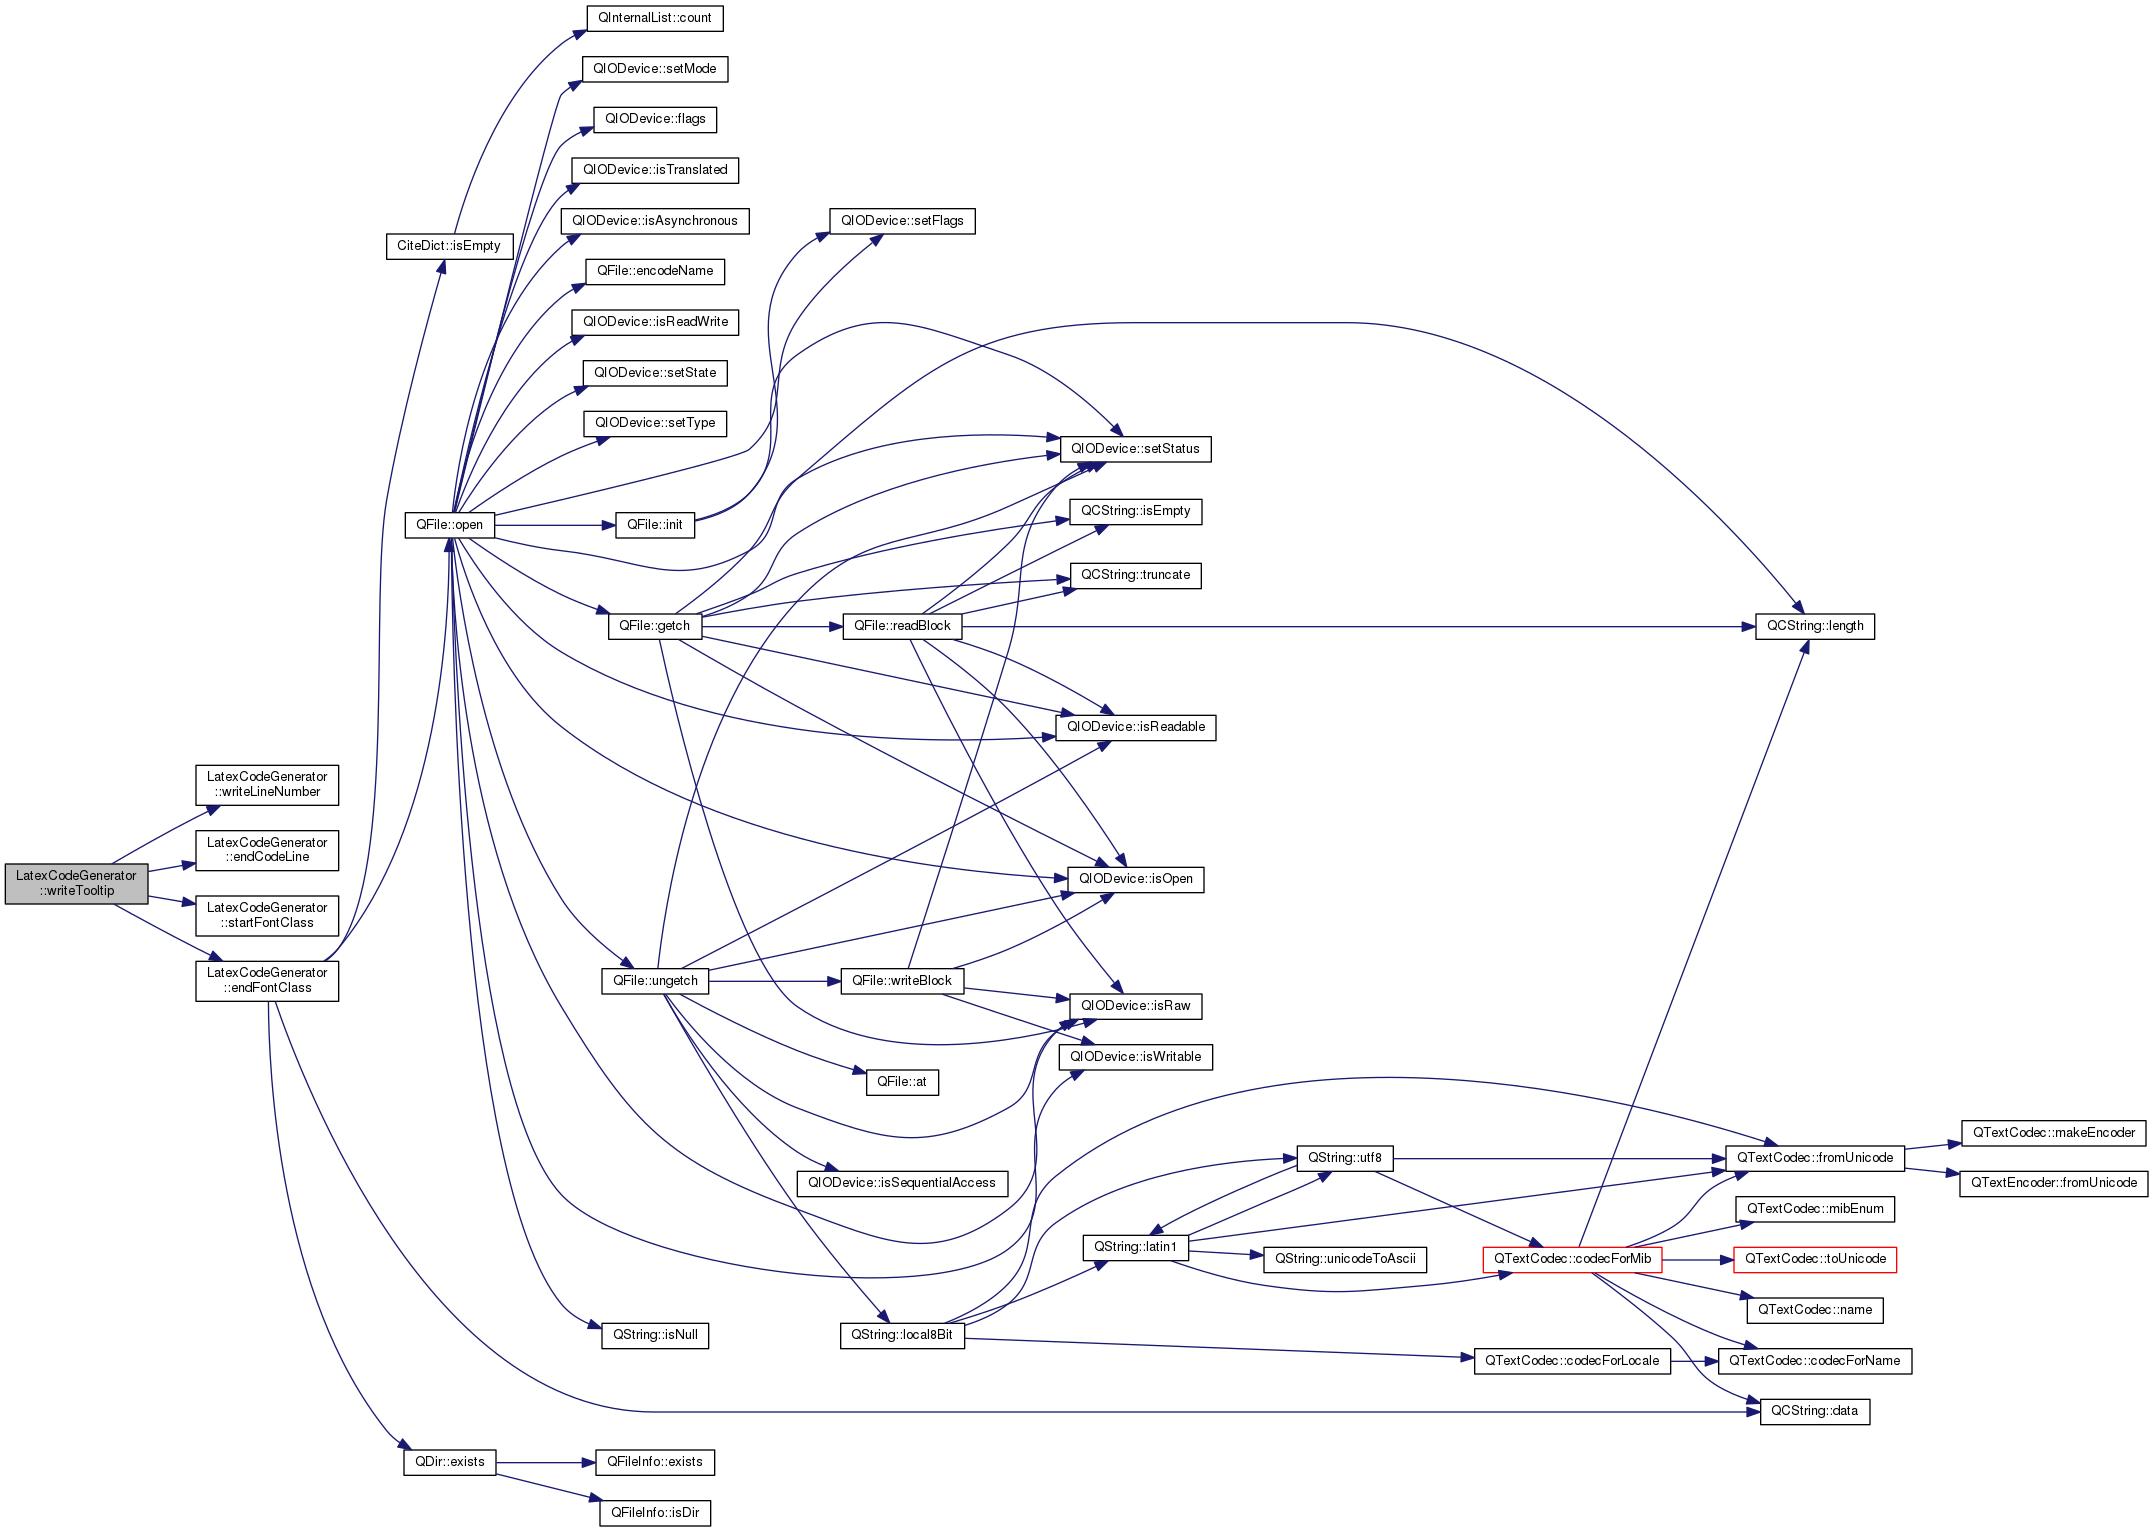 QInternalList::count
QIODevice::setMode
QIODevice::flags
QIODevice::isTranslated
QIODevice::isAsynchronous
QIODevice::setFlags
CiteDict::isEmpty
QFile::encodeName
QIODevice::isReadWrite
QIODevice::setState
QIODevice::setType
QIODevice::setStatus
QCString::isEmpty
QFile::open
QFile::init
QCString::truncate
QFile::getch
QFile::readBlock
QCString::length
QIODevice::isReadable
LatexCodeGenerator
::writeLineNumber
LatexCodeGenerator
::endCodeLine
LatexCodeGenerator
::writeTooltip
QIODevice::isOpen
LatexCodeGenerator
::startFontClass
LatexCodeGenerator
::endFontClass
QFile::ungetch
QFile::writeBlock
QIODevice::isRaw
QIODevice::isWritable
QFile::at
QTextCodec::makeEncoder
QString::utf8
QTextCodec::fromUnicode
QIODevice::isSequentialAccess
QTextEncoder::fromUnicode
QTextCodec::mibEnum
QString::latin1
QString::unicodeToAscii
QTextCodec::codecForMib
QTextCodec::toUnicode
QTextCodec::name
QString::isNull
QString::local8Bit
QTextCodec::codecForLocale
QTextCodec::codecForName
QCString::data
QDir::exists
QFileInfo::exists
QFileInfo::isDir